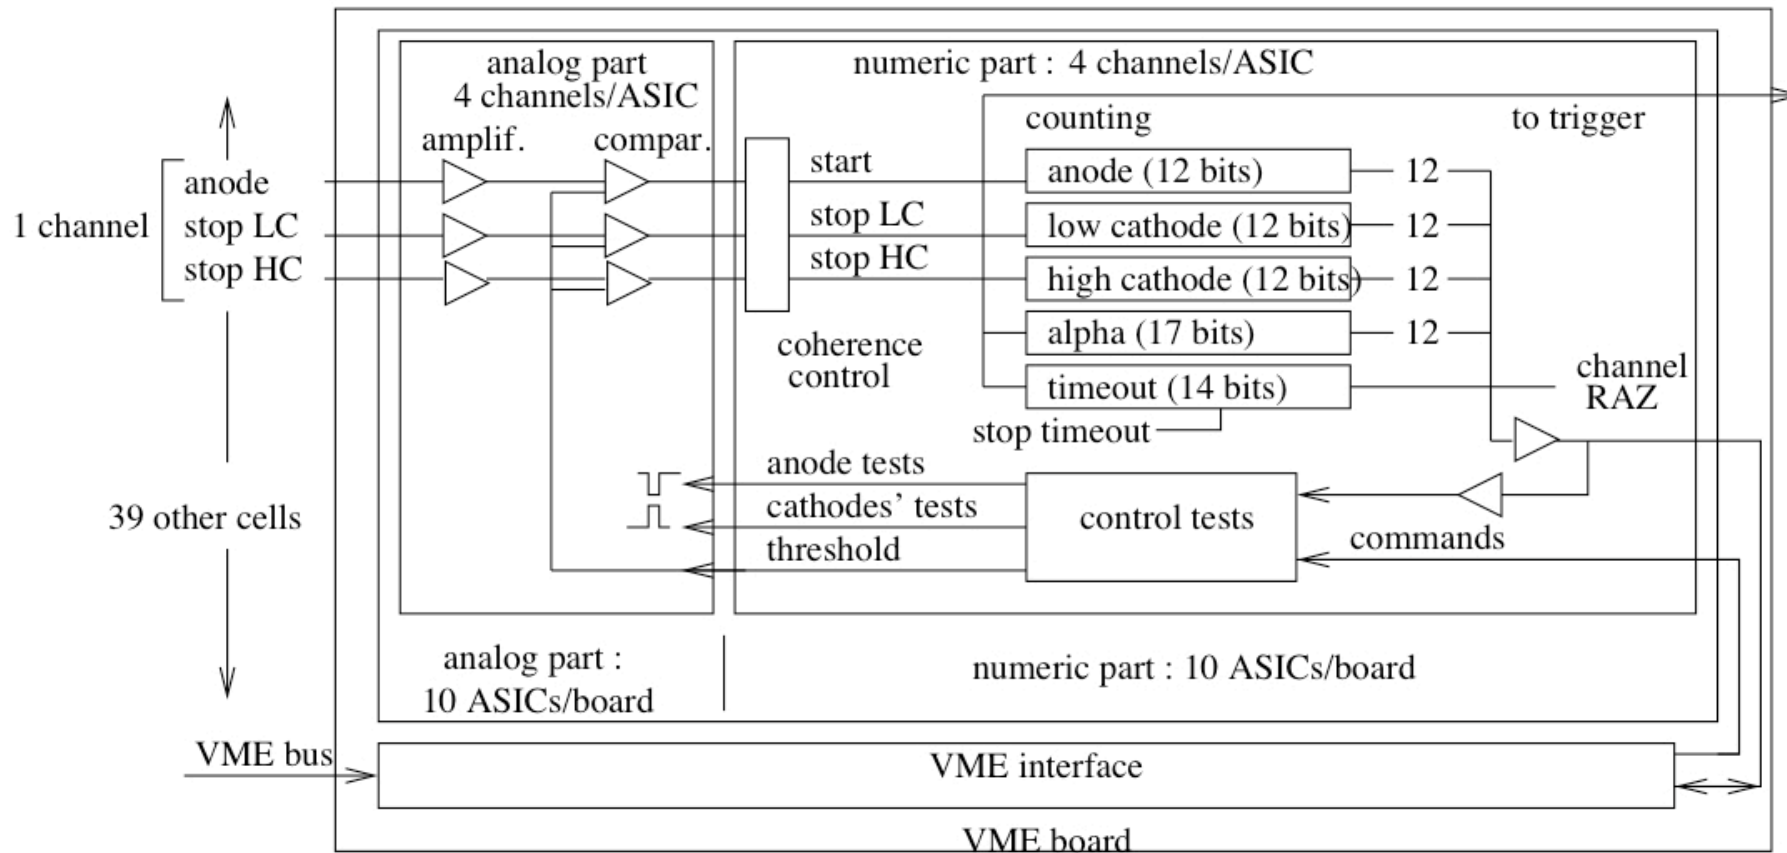 analog part
4 channels/ASIC
numeric part : 4 channels/ASIC
amplif.
compar.
counting
to trigger
1 channel
anode
stop LC
stop HC
start
stop LC
stop HC
anode (12 bits)
12
low cathode (12 bits)
12
high cathode (12 bits)
12
alpha (17 bits)
12
timeout (14 bits)
coherence
control
channel
RAZ
stop timeout
anode tests
cathodes' tests
threshold
control tests
commands
39 other cells
analog part :
10 ASICs/board
numeric part : 10 ASICs/board
VME bus
VME interface
VME board